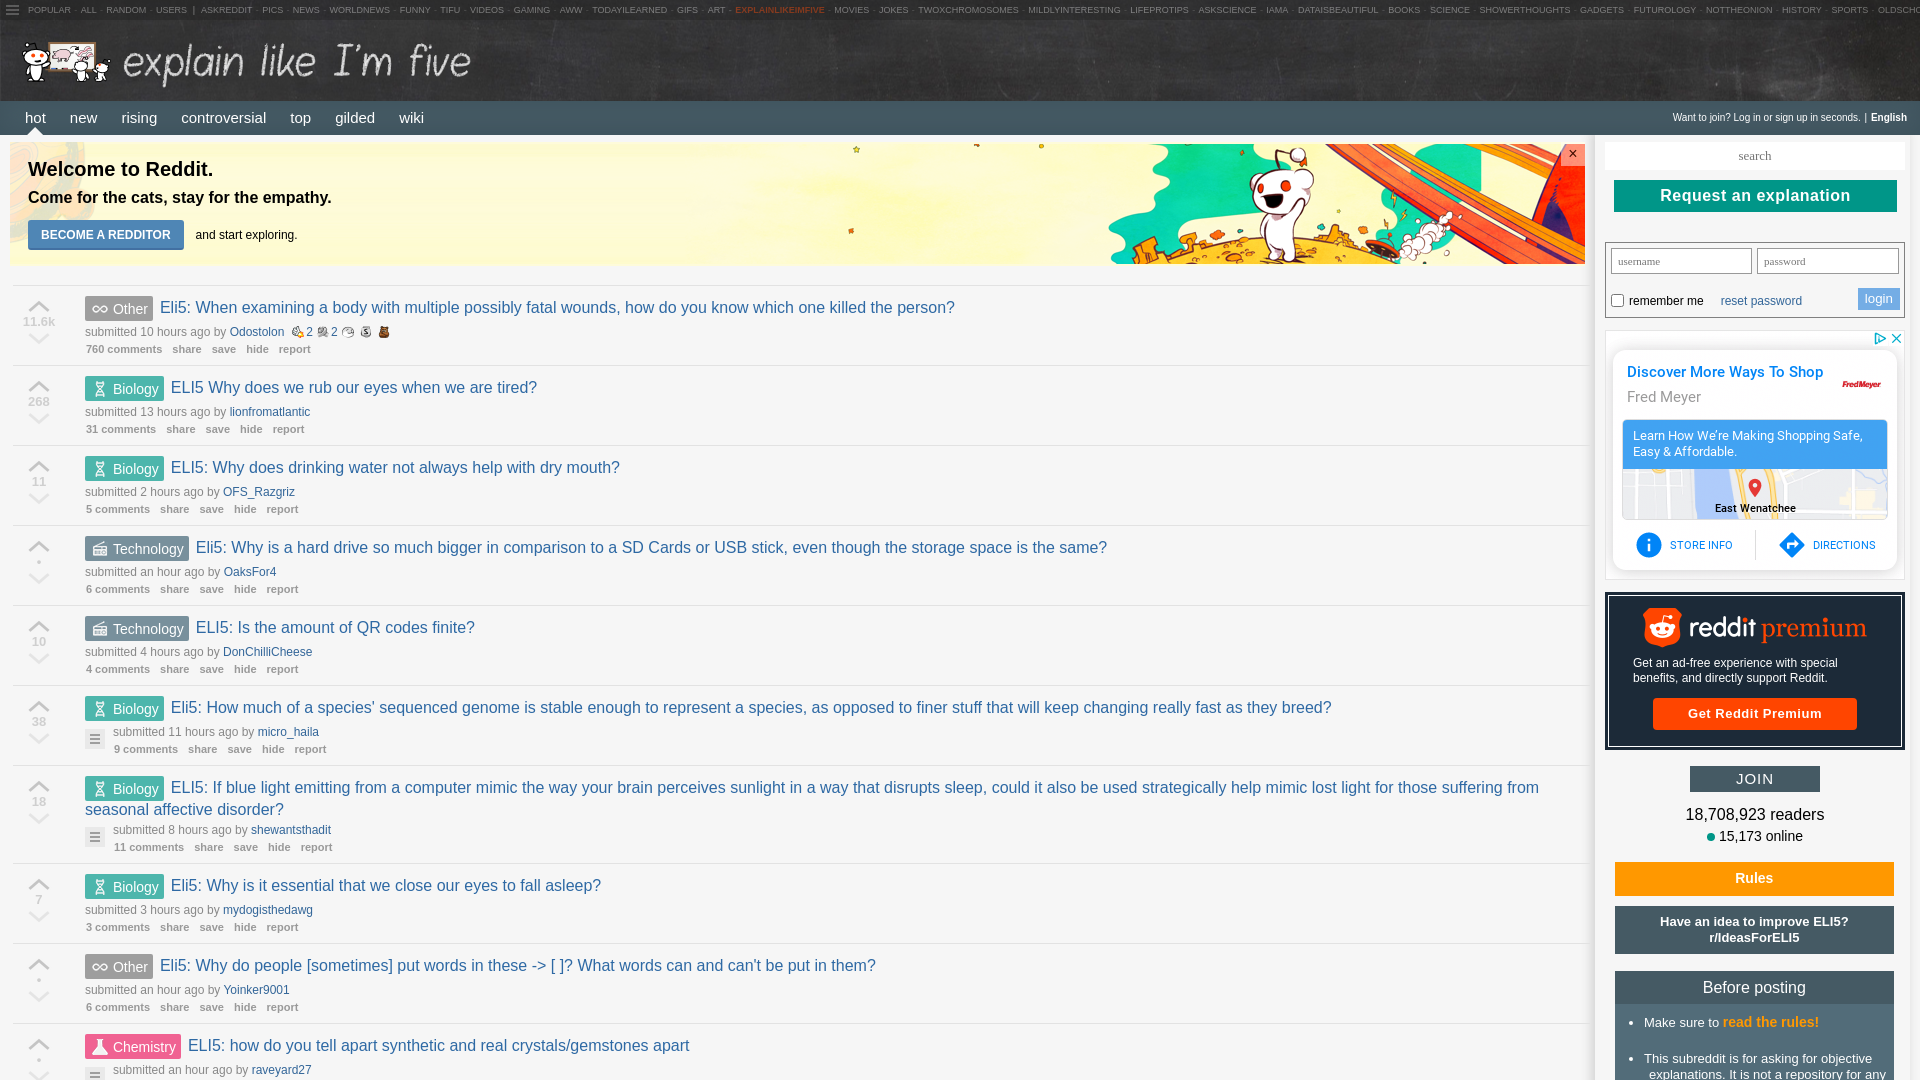 POPULAR - ALL - RANDOM - USERS | ASKREDDIT - PICS - NEWS - WORLDNEWS - FUNNY - TIFU - VIDEOS - GAMING - AWW - TODAYILEARNED - GIFS - ART - EXPLAINLIKEIMFIVE - MOVIES - JOKES - TWOXCHROMOSOMES - MILDLYINTERESTING - LIFEPROTIPS - ASKSCIENCE - IAMA - DATAISBEAUTIFUL - BOOKS - SCIENCE - SHOWERTHOUGHTS - GADGETS - FUTUROLOGY - NOTTHEONION - HISTORY - SPORTS - OLDSCHO
explain like I'm five
hot new rising controversial top gilded wiki
Want to join? Log in or sign up in seconds. | English
Welcome to Reddit.
Come for the cats, stay for the empathy.
BECOME A REDDITOR and start exploring.
×
11.6k
Other Eli5: When examining a body with multiple possibly fatal wounds, how do you know which one killed the person?
submitted 10 hours ago by Odostolon 2 2
760 comments share save hide report
268
Biology ELI5 Why does we rub our eyes when we are tired?
submitted 13 hours ago by lionfromatlantic
31 comments share save hide report
11
Biology ELI5: Why does drinking water not always help with dry mouth?
submitted 2 hours ago by OFS_Razgriz
5 comments share save hide report
•
Technology Eli5: Why is a hard drive so much bigger in comparison to a SD Cards or USB stick, even though the storage space is the same?
submitted an hour ago by OaksFor4
6 comments share save hide report
10
Technology ELI5: Is the amount of QR codes finite?
submitted 4 hours ago by DonChilliCheese
4 comments share save hide report
38
Biology Eli5: How much of a species' sequenced genome is stable enough to represent a species, as opposed to finer stuff that will keep changing really fast as they breed?
submitted 11 hours ago by micro_haila
9 comments share save hide report
18
Biology ELI5: If blue light emitting from a computer mimic the way your brain perceives sunlight in a way that disrupts sleep, could it also be used strategically help mimic lost light for those suffering from
seasonal affective disorder?
submitted 8 hours ago by shewantsthadit
11 comments share save hide report
7
Biology Eli5: Why is it essential that we close our eyes to fall asleep?
submitted 3 hours ago by mydogisthedawg
3 comments share save hide report
•
Other Eli5: Why do people [sometimes] put words in these -> [ ]? What words can and can't be put in them?
submitted an hour ago by Yoinker9001
6 comments share save hide report
•
Chemistry ELI5: how do you tell apart synthetic and real crystals/gemstones apart
submitted an hour ago by raveyard27
search
Request an explanation
username password
remember me reset password login
Discover More Ways To Shop
Fred Meyer
FredMeyer
Learn How We're Making Shopping Safe,
Easy & Affordable.
East Wenatchee
STORE INFO DIRECTIONS
reddit premium
Get an ad-free experience with special
benefits, and directly support Reddit.
Get Reddit Premium
JOIN
18,708,923 readers
15,173 online
Rules
Have an idea to improve ELI5?
r/IdeasForELI5
Before posting
• Make sure to read the rules!
• This subreddit is for asking for objective
explanations. It is not a repository for any